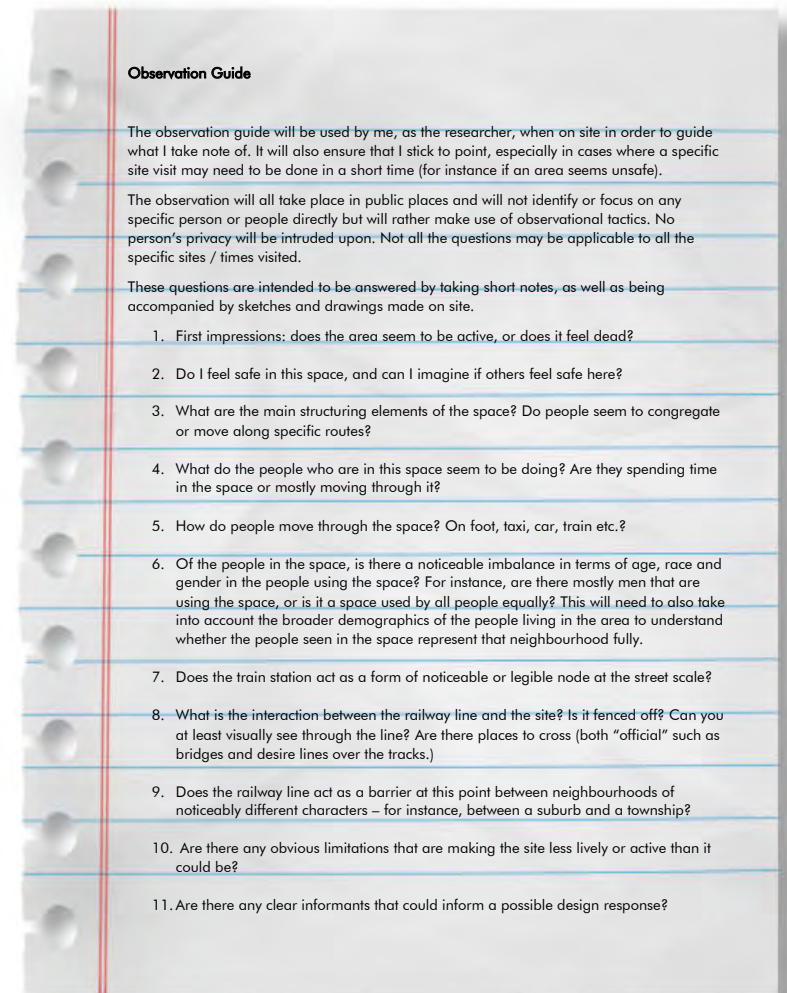 Observation Guide
The observation guide will be used by me, as the researcher, when on site in order to guide
what I take note of. It will also ensure that I stick to point, especially in cases where a specific
site visit may need to be done in a short time (for instance if an area seems unsafe).
The observation will all take place in public places and will not identify or focus on any
specific person or people directly but will rather make use of observational tactics. No
person's privacy will be intruded upon. Not all the questions may be applicable to all the
specific sites / times visited.
These questions are intended to be answered by taking short notes, as well as being
accompanied by sketches and drawings made on site.
1. First impressions: does the area seem to be active, or does it feel dead?
2. Do I feel safe in this space, and can I imagine if others feel safe here?
3. What are the main structuring elements of the space? Do people seem to congregate
or move along specific routes?
4. What do the people who are in this space seem to be doing? Are they spending time
in the space or mostly moving through it?
5. How do people move through the space? On foot, taxi, car, train etc.?
6. Of the people in the space, is there a noticeable imbalance in terms of age, race and
gender in the people using the space? For instance, are there mostly men that are
using the space, or is it a space used by all people equally? This will need to also take
into account the broader demographics of the people living in the area to understand
whether the people seen in the space represent that neighbourhood fully.
7. Does the train station act as a form of noticeable or legible node at the street scale?
8. What is the interaction between the railway line and the site? Is it fenced off? Can you
at least visually see through the line? Are there places to cross (both "official" such as
bridges and desire lines over the tracks.)
9. Does the railway line act as a barrier at this point between neighbourhoods of
noticeably different characters – for instance, between a suburb and a township?
10. Are there any obvious limitations that are making the site less lively or active than it
could be?
11. Are there any clear informants that could inform a possible design response?